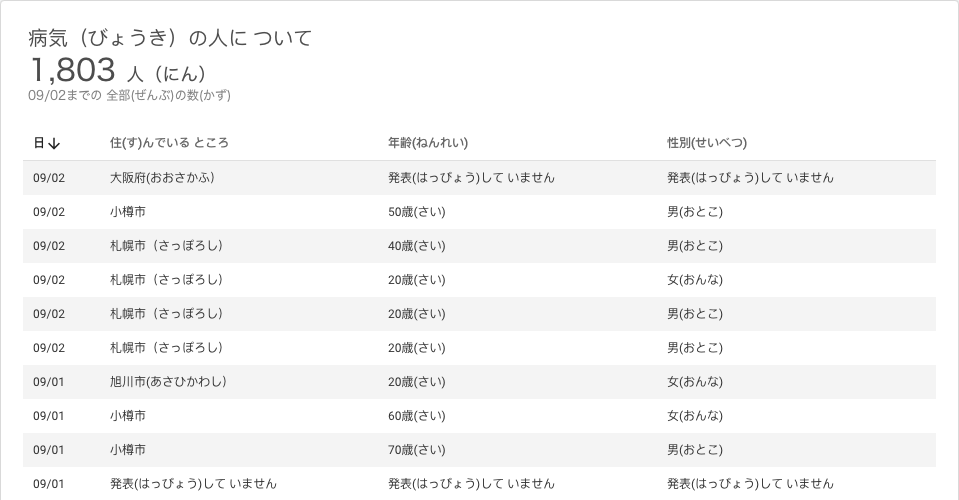 病気（びょうき）の人に ついて
1,803 人（にん）
09/02までの 全部(ぜんぶ)の数(かず)
日↓ 住(す)んでいる ところ 年齢(ねんれい) 性別(せいべつ)
09/02 大阪府(おおさかふ) 発表(はっぴょう)して いません 発表(はっぴょう)して いません
09/02 小樽市 50歳(さい) 男(おとこ)
09/02 札幌市（さっぽろし） 40歳(さい) 男(おとこ)
09/02 札幌市（さっぽろし） 20歳(さい) 女(おんな)
09/02 札幌市（さっぽろし） 20歳(さい) 男(おとこ)
09/02 札幌市（さっぽろし） 20歳(さい) 男(おとこ)
09/01 旭川市(あさひかわし) 20歳(さい) 女(おんな)
09/01 小樽市 60歳(さい) 女(おんな)
09/01 小樽市 70歳(さい) 男(おとこ)
09/01 発表(はっぴょう)して いません 発表(はっぴょう)して いません 発表(はっぴょう)して いません